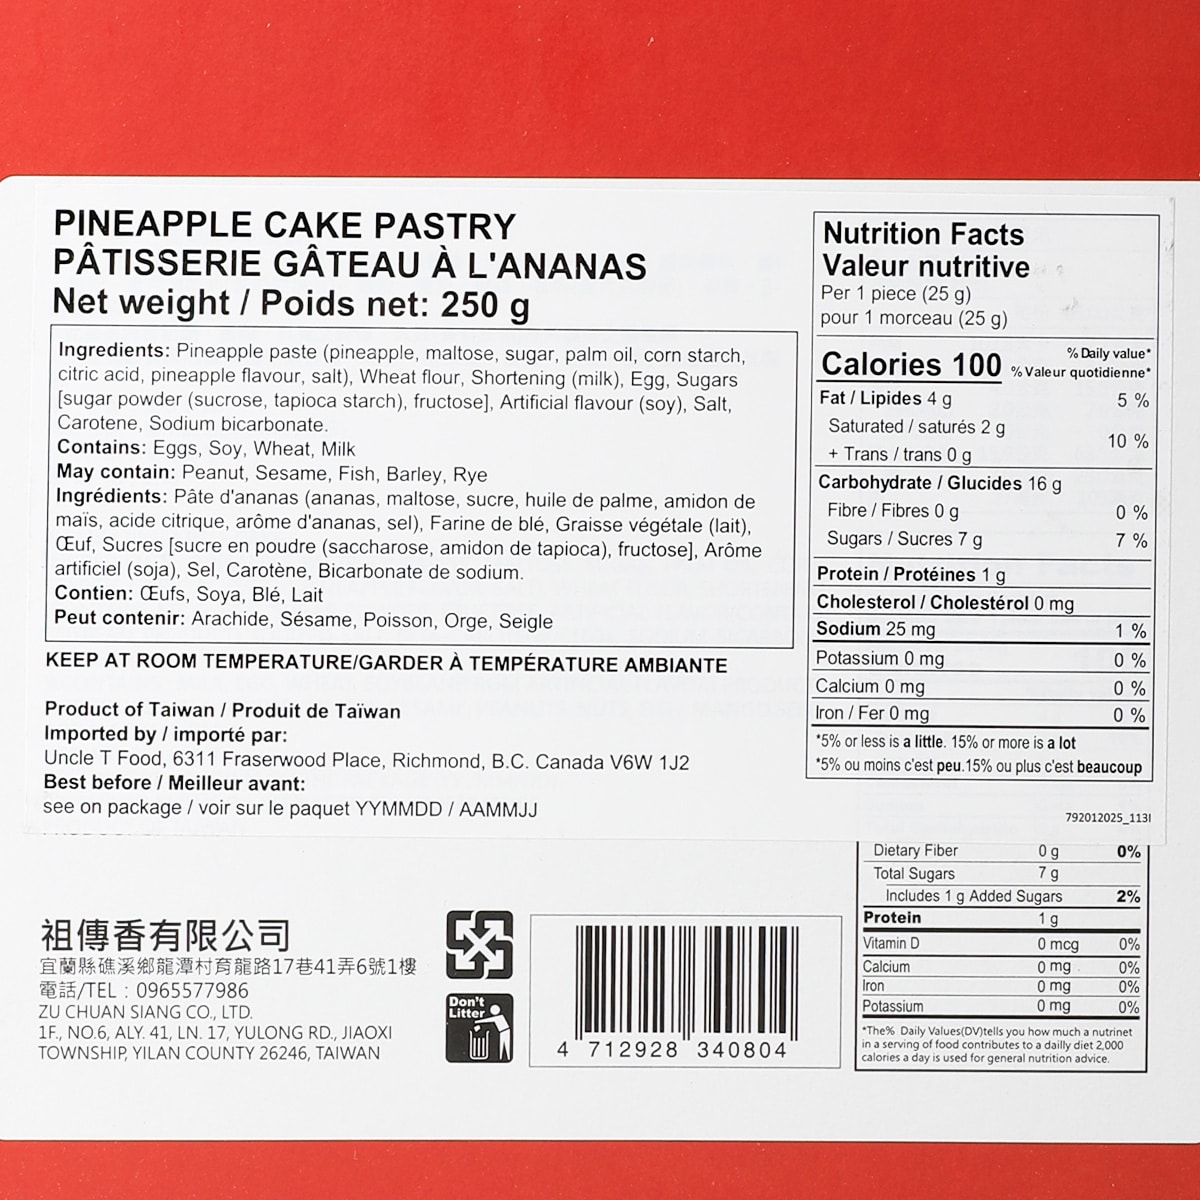 PINEAPPLE CAKE PASTRY
PÂTISSERIE GÂTEAU À L'ANANAS
Net weight / Poids net: 250 g
Ingredients: Pineapple paste (pineapple, maltose, sugar, palm oil, corn starch,
citric acid, pineapple flavour, salt), Wheat flour, Shortening (milk), Egg, Sugars
[sugar powder (sucrose, tapioca starch), fructose], Artificial flavour (soy), Salt,
Carotene, Sodium bicarbonate.
Contains: Eggs, Soy, Wheat, Milk
May contain: Peanut, Sesame, Fish, Barley, Rye
Ingrédients: Pâte d'ananas (ananas, maltose, sucre, huile de palme, amidon de
maïs, acide citrique, arôme d'ananas, sel), Farine de blé, Graisse végétale (lait),
Œuf, Sucres [sucre en poudre (saccharose, amidon de tapioca), fructose], Arôme
artificiel (soja), Sel, Carotène, Bicarbonate de sodium.
Contien: Œufs, Soya, Blé, Lait
Peut contenir: Arachide, Sésame, Poisson, Orge, Seigle
KEEP AT ROOM TEMPERATURE/GARDER À TEMPÉRATURE AMBIANTE
Product of Taiwan / Produit de Taïwan
Imported by / importé par:
Uncle T Food, 6311 Fraserwood Place, Richmond, B.C. Canada V6W 1J2
Best before / Meilleur avant:
see on package / voir sur le paquet YYMMDD / AAMMJJ
Nutrition Facts
Valeur nutritive
Per 1 piece (25 g)
pour 1 morceau (25 g)
Calories 100
% Daily value*
% Valeur quotidienne*
Fat / Lipides 4 g 5 %
Saturated / saturés 2 g
+ Trans / trans 0 g
10 %
Carbohydrate / Glucides 16 g
Fibre / Fibres 0 g 0 %
Sugars / Sucres 7 g 7 %
Protein / Protéines 1 g
Cholesterol / Cholestérol 0 mg
Sodium 25 mg 1 %
Potassium 0 mg 0 %
Calcium 0 mg 0 %
Iron / Fer 0 mg 0 %
*5% or less is a little. 15% or more is a lot
*5% ou moins c'est peu.15% ou plus c'est beaucoup
792012025_113I
Dietary Fiber 0 g 0%
Total Sugars 7 g
Includes 1 g Added Sugars 2%
Protein 1 g
Vitamin D 0 mcg 0%
Calcium 0 mg 0%
Iron 0 mg 0%
Potassium 0 mg 0%
*The% Daily Values(DV)tells you how much a nutrinet
in a serving of food contributes to a dailly diet 2,000
calories a day is used for general nutrition advice.
祖傳香有限公司
宜蘭縣礁溪鄉龍潭村育龍路17巷41弄6號1樓
電話/TEL：0965577986
ZU CHUAN SIANG CO., LTD.
1F., NO.6, ALY. 41, LN. 17, YULONG RD., JIAOXI
TOWNSHIP, YILAN COUNTY 26246, TAIWAN
Don't
Litter
4 712928 340804